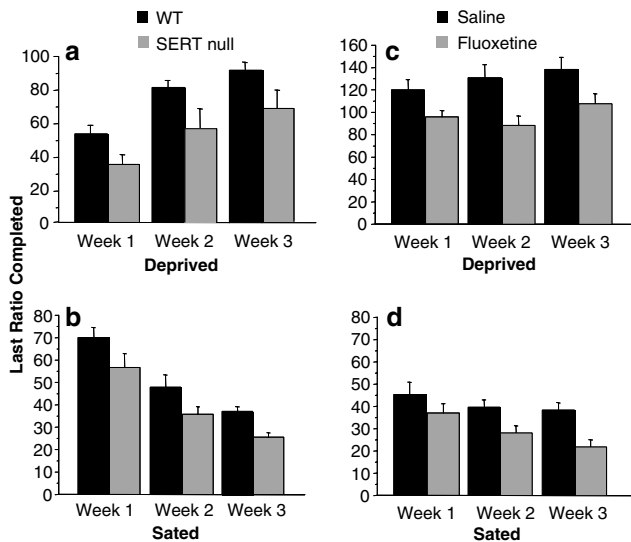 WT
SERT null
Saline
Fluoxetine
Last Ratio Completed
a
100
80
60
40
20
0
Week 1 Week 2 Week 3
Deprived
c
160
140
120
100
80
60
40
20
0
Week 1 Week 2 Week 3
Deprived
b
80
70
60
50
40
30
20
10
0
Week 1 Week 2 Week 3
Sated
d
80
70
60
50
40
30
20
10
0
Week 1 Week 2 Week 3
Sated